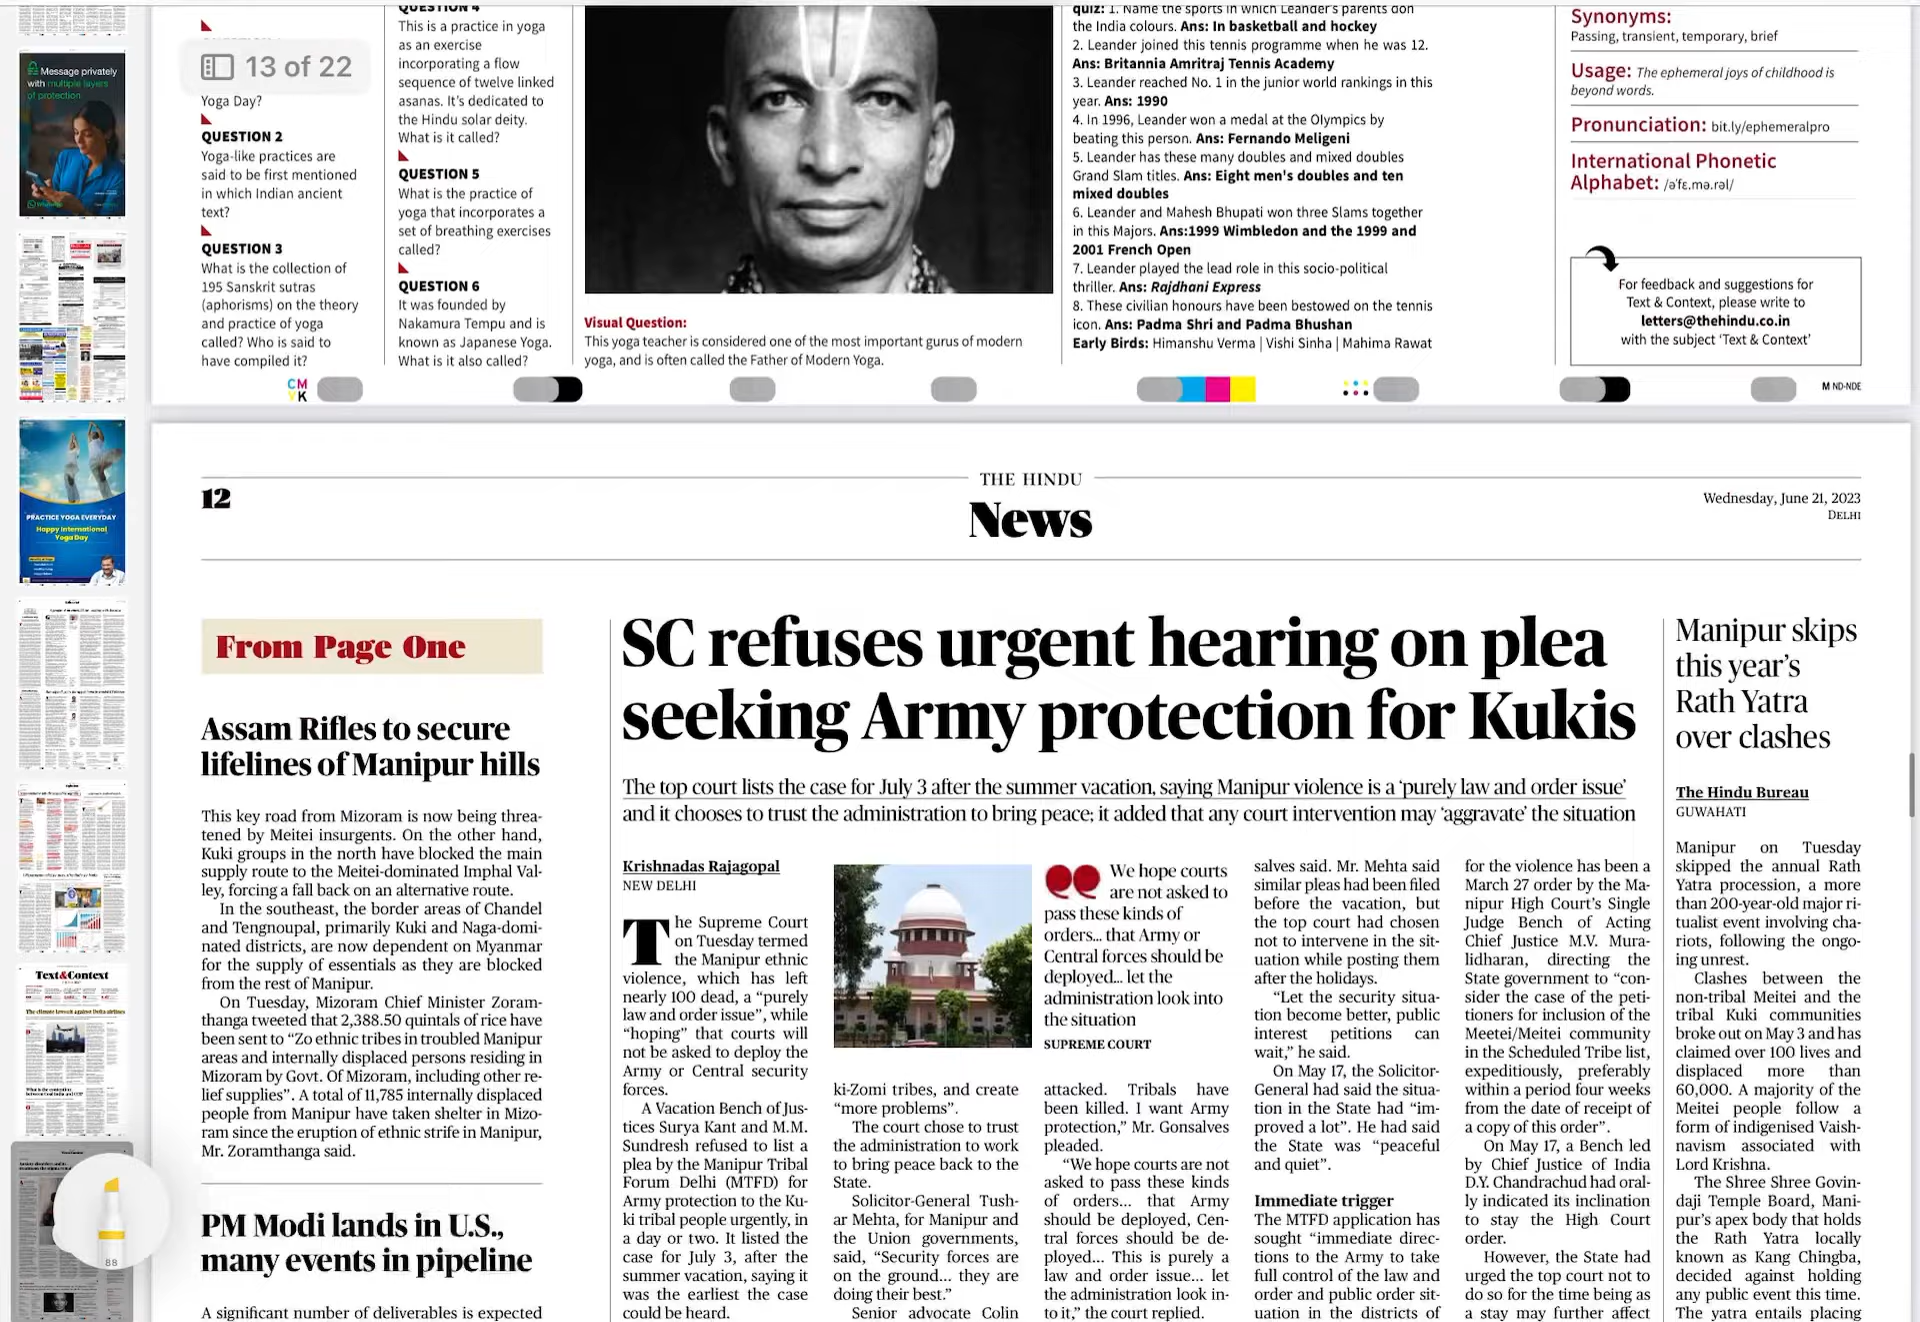 13 of 22
Yoga Day?
QUESTION 2
Yoga-like practices are
said to be first mentioned
in which Indian ancient
text?
QUESTION 3
What is the collection of
195 Sanskrit sutras
(aphorisms) on the theory
and practice of yoga
called? Who is said to
have compiled it?
QUESTION 4
This is a practice in yoga
as an exercise
incorporating a flow
sequence of twelve linked
asanas. It's dedicated to
the Hindu solar deity.
What is it called?
QUESTION 5
What is the practice of
yoga that incorporates a
set of breathing exercises
called?
QUESTION 6
It was founded by
Nakamura Tempu and is
known as Japanese Yoga.
What is it also called?
Visual Question:
This yoga teacher is considered one of the most important gurus of modern
yoga, and is often called the Father of Modern Yoga.
quiz: 1. Name the sports in which Leander's parents don
the India colours. Ans: In basketball and hockey
2. Leander joined this tennis programme when he was 12.
Ans: Britannia Amritraj Tennis Academy
3. Leander reached No. 1 in the junior world rankings in this
year. Ans: 1990
4. In 1996, Leander won a medal at the Olympics by
beating this person. Ans: Fernando Meligeni
5. Leander has these many doubles and mixed doubles
Grand Slam titles. Ans: Eight men's doubles and ten
mixed doubles
6. Leander and Mahesh Bhupati won three Slams together
in this Majors. Ans:1999 Wimbledon and the 1999 and
2001 French Open
7. Leander played the lead role in this socio-political
thriller. Ans: Rajdhani Express
8. These civilian honours have been bestowed on the tennis
icon. Ans: Padma Shri and Padma Bhushan
Early Birds: Himanshu Verma | Vishi Sinha | Mahima Rawat
Synonyms:
Passing, transient, temporary, brief
Usage: The ephemeral joys of childhood is
beyond words.
Pronunciation: bit.ly/ephemeralpro
International Phonetic
Alphabet: /əˈfɛ.mə.rəl/
For feedback and suggestions for
Text & Context, please write to
letters@thehindu.co.in
with the subject 'Text & Context'
CM
YK
M ND-NDE
12
THE HINDU
News
Wednesday, June 21, 2023
DELHI
From Page One
Assam Rifles to secure
lifelines of Manipur hills
This key road from Mizoram is now being threa-
tened by Meitei insurgents. On the other hand,
Kuki groups in the north have blocked the main
supply route to the Meitei-dominated Imphal Val-
ley, forcing a fall back on an alternative route.
In the southeast, the border areas of Chandel
and Tengnoupal, primarily Kuki and Naga-domi-
nated districts, are now dependent on Myanmar
for the supply of essentials as they are blocked
from the rest of Manipur.
On Tuesday, Mizoram Chief Minister Zoram-
thanga tweeted that 2,388.50 quintals of rice have
been sent to “Zo ethnic tribes in troubled Manipur
areas and internally displaced persons residing in
Mizoram by Govt. Of Mizoram, including other re-
lief supplies”. A total of 11,785 internally displaced
people from Manipur have taken shelter in Mizo-
ram since the eruption of ethnic strife in Manipur,
Mr. Zoramthanga said.
PM Modi lands in U.S.,
many events in pipeline
A significant number of deliverables is expected
SC refuses urgent hearing on plea
seeking Army protection for Kukis
The top court lists the case for July 3 after the summer vacation, saying Manipur violence is a ‘purely law and order issue’
and it chooses to trust the administration to bring peace; it added that any court intervention may ‘aggravate’ the situation
Krishnadas Rajagopal
NEW DELHI
The Supreme Court
on Tuesday termed
the Manipur ethnic
violence, which has left
nearly 100 dead, a “purely
law and order issue”, while
“hoping” that courts will
not be asked to deploy the
Army or Central security
forces.
A Vacation Bench of Jus-
tices Surya Kant and M.M.
Sundresh refused to list a
plea by the Manipur Tribal
Forum Delhi (MTFD) for
Army protection to the Ku-
ki tribal people urgently, in
a day or two. It listed the
case for July 3, after the
summer vacation, saying it
was the earliest the case
could be heard.
ki-Zomi tribes, and create
“more problems”.
The court chose to trust
the administration to work
to bring peace back to the
State.
Solicitor-General Tush-
ar Mehta, for Manipur and
the Union governments,
said, “Security forces are
on the ground... they are
doing their best.”
Senior advocate Colin
We hope courts
are not asked to
pass these kinds of
orders... that Army or
Central forces should be
deployed... let the
administration look into
the situation
SUPREME COURT
attacked. Tribals have
been killed. I want Army
protection,” Mr. Gonsalves
pleaded.
“We hope courts are not
asked to pass these kinds
of orders... that Army
should be deployed, Cen-
tral forces should be de-
ployed... This is purely a
law and order issue... let
the administration look in-
to it,” the court replied.
salves said. Mr. Mehta said
similar pleas had been filed
before the vacation, but
the top court had chosen
not to intervene in the sit-
uation while posting them
after the holidays.
“Let the security situa-
tion become better, public
interest petitions can
wait,” he said.
On May 17, the Solicitor-
General had said the situa-
tion in the State had “im-
proved a lot”. He had said
the State was “peaceful
and quiet”.
Immediate trigger
The MTFD application has
sought “immediate direc-
tions to the Army to take
full control of the law and
order and public order sit-
uation in the districts of
for the violence has been a
March 27 order by the Ma-
nipur High Court's Single
Judge Bench of Acting
Chief Justice M.V. Mura-
lidharan, directing the
State government to “con-
sider the case of the peti-
tioners for inclusion of the
Meetei/Meitei community
in the Scheduled Tribe list,
expeditiously, preferably
within a period four weeks
from the date of receipt of
a copy of this order”.
On May 17, a Bench led
by Chief Justice of India
D.Y. Chandrachud had oral-
ly indicated its inclination
to stay the High Court
order.
However, the State had
urged the top court not to
do so for the time being as
a stay may further affect
Manipur skips
this year's
Rath Yatra
over clashes
The Hindu Bureau
GUWAHATI
Manipur on Tuesday
skipped the annual Rath
Yatra procession, a more
than 200-year-old major ri-
tualist event involving cha-
riots, following the ongo-
ing unrest.
Clashes between the
non-tribal Meitei and the
tribal Kuki communities
broke out on May 3 and has
claimed over 100 lives and
displaced more than
60,000. A majority of the
Meitei people follow a
form of indigenised Vaish-
navism associated with
Lord Krishna.
The Shree Shree Govin-
daji Temple Board, Mani-
pur's apex body that holds
the Rath Yatra locally
known as Kang Chingba,
decided against holding
any public event this time.
The yatra entails placing
Message privately
with multiple layers
of protection
PRACTICE YOGA EVERYDAY
Happy International
Yoga Day
Text&Context
88